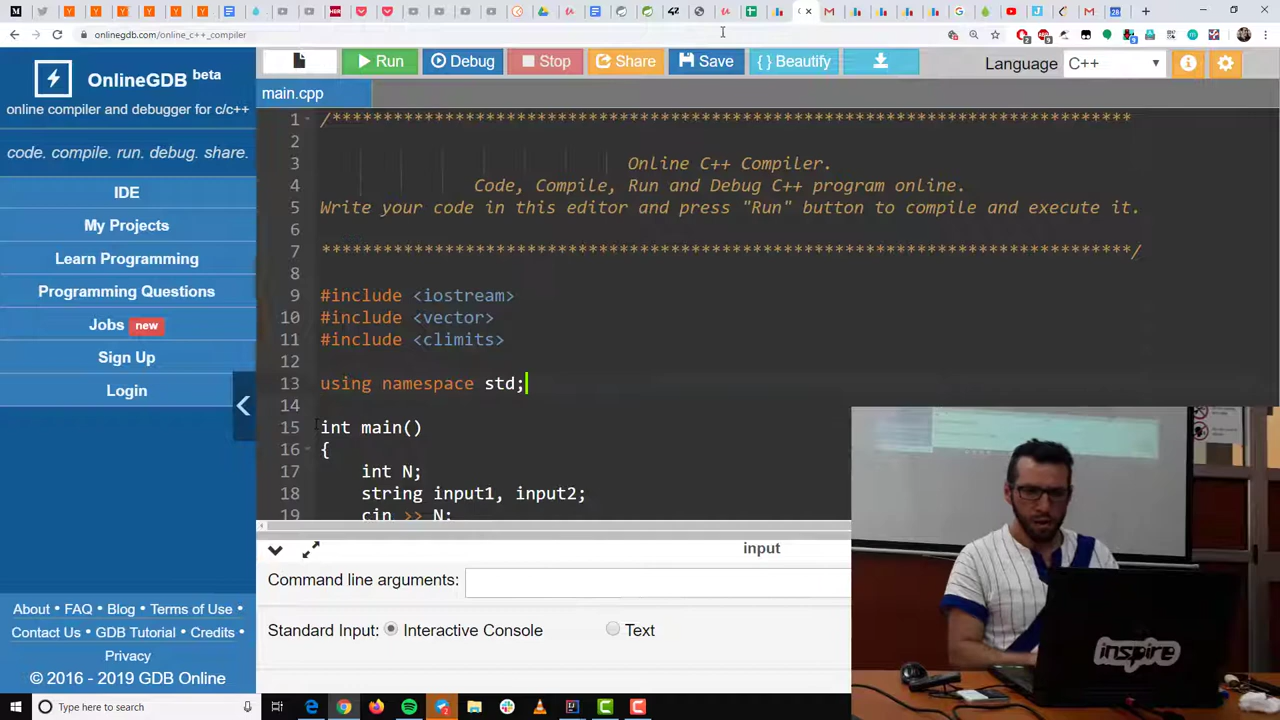 onlinegdb.com/online_c++_compiler
OnlineGDB beta
online compiler and debugger for c/c++
code. compile. run. debug. share.
IDE
My Projects
Learn Programming
Programming Questions
Jobs new
Sign Up
Login
About • FAQ • Blog • Terms of Use •
Contact Us • GDB Tutorial • Credits •
Privacy
© 2016 - 2019 GDB Online
Run
Debug
Stop
Share
Save
{ } Beautify
Language
C++
main.cpp
1 /******************************************************************************
2
3 Online C++ Compiler.
4 Code, Compile, Run and Debug C++ program online.
5 Write your code in this editor and press "Run" button to compile and execute it.
6
7 *******************************************************************************/
8
9 #include <iostream>
10 #include <vector>
11 #include <climits>
12
13 using namespace std;
14
15 int main()
16 {
17 int N;
18 string input1, input2;
19 cin >> N;
input
Command line arguments:
Standard Input: Interactive Console Text
inspire
Type here to search